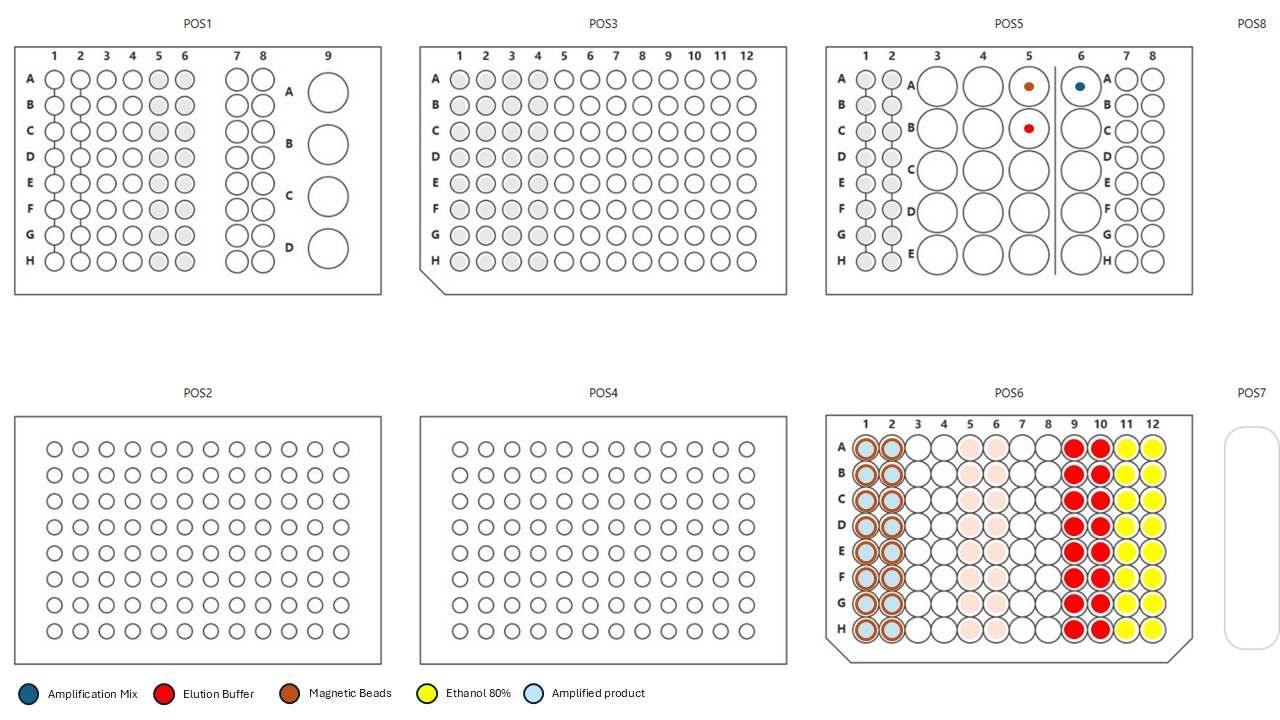 POS1 POS3 POS5 POS8
1 2 3 4 5 6 7 8 9
A
B
C
D
E
F
G
H
A
B
C
D
1 2 3 4 5 6 7 8 9 10 11 12
A
B
C
D
E
F
G
H
1 2 3 4 5 6 7 8
A
B
C
D
E
F
G
H
A
B
C
D
E
A
B
C
D
E
F
G
H
POS2 POS4 POS6 POS7
1 2 3 4 5 6 7 8 9 10 11 12
A
B
C
D
E
F
G
H
Amplification Mix Elution Buffer Magnetic Beads Ethanol 80% Amplified product